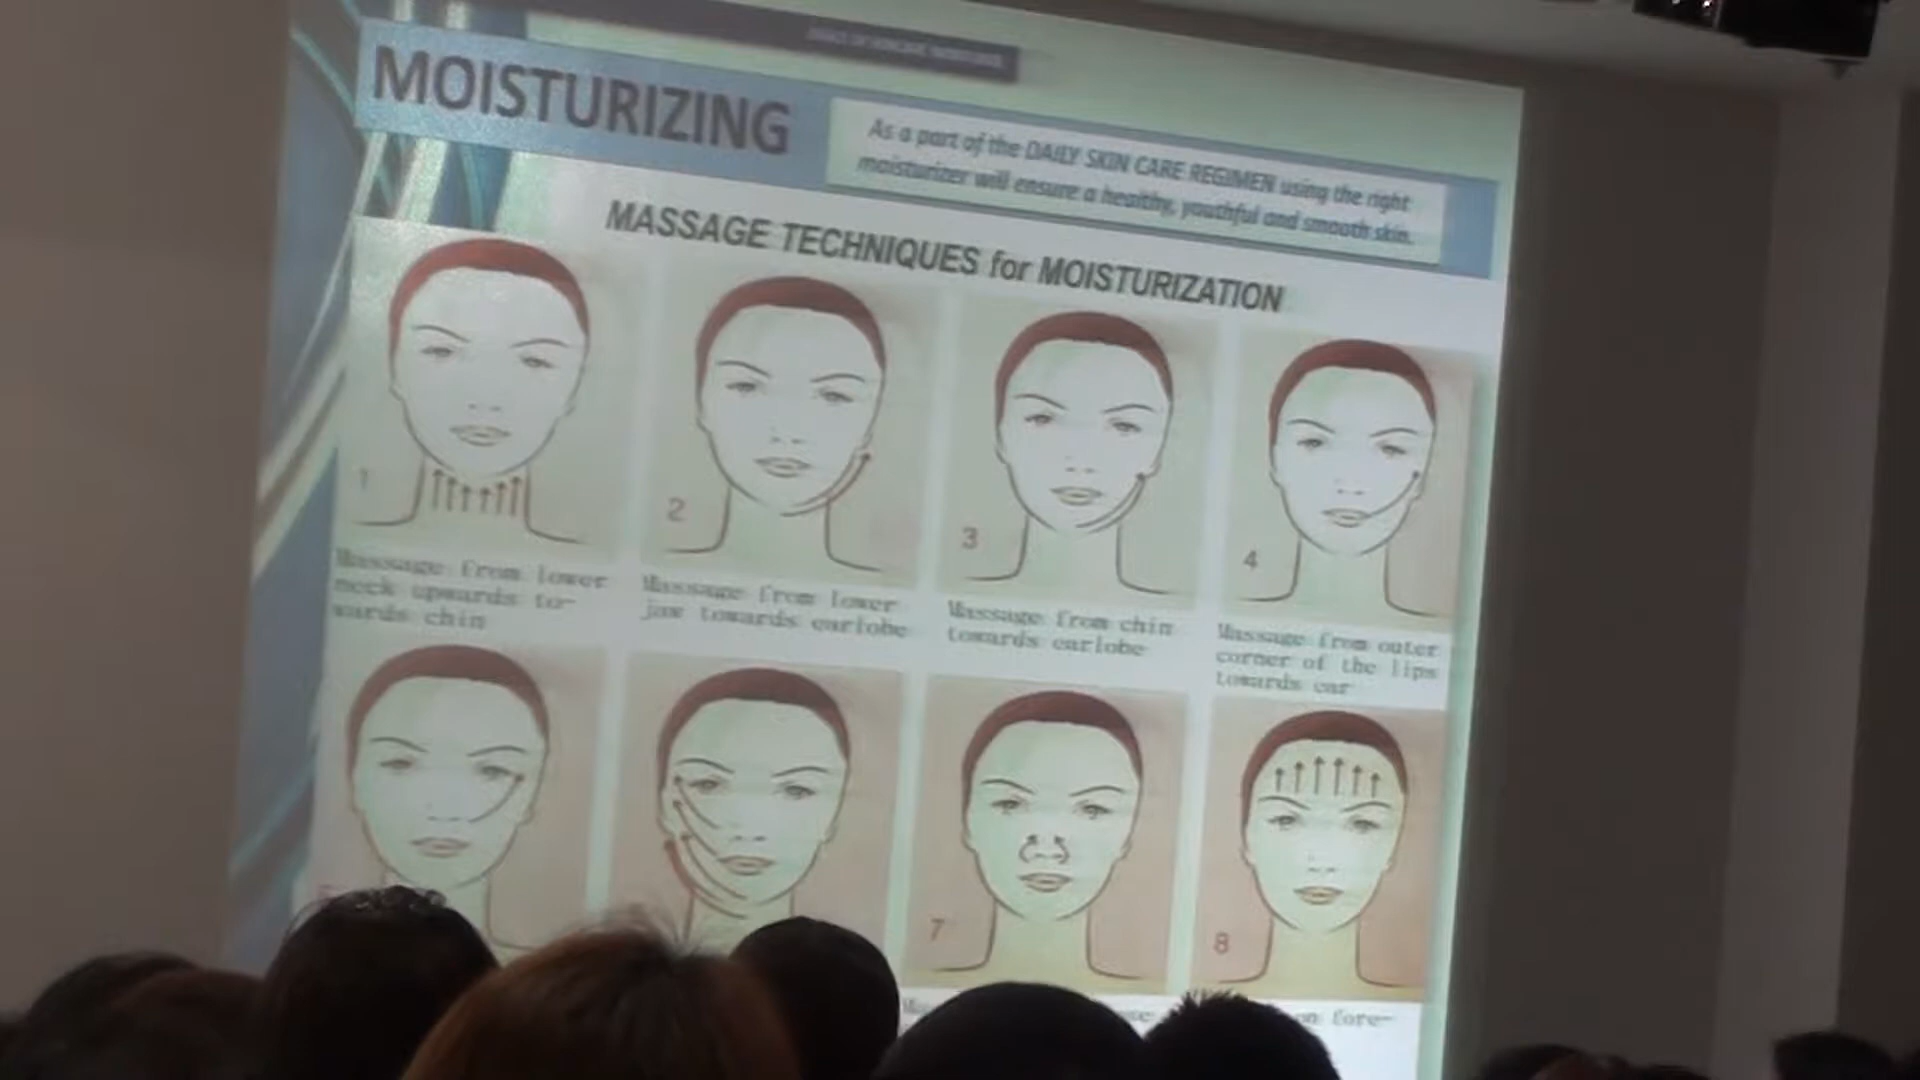 MOISTURIZING
As a part of the DAILY SKIN CARE REGIMEN using the right
moisturizer will ensure a healthy, youthful and smooth skin.
MASSAGE TECHNIQUES for MOISTURIZATION
1
2
3
4
Massage from lower
neck upwards to-
wards chin
Massage from lower
jaw towards earlobe
Massage from chin
towards earlobe
Massage from outer
corner of the lips
towards ear
7
8
on fore-